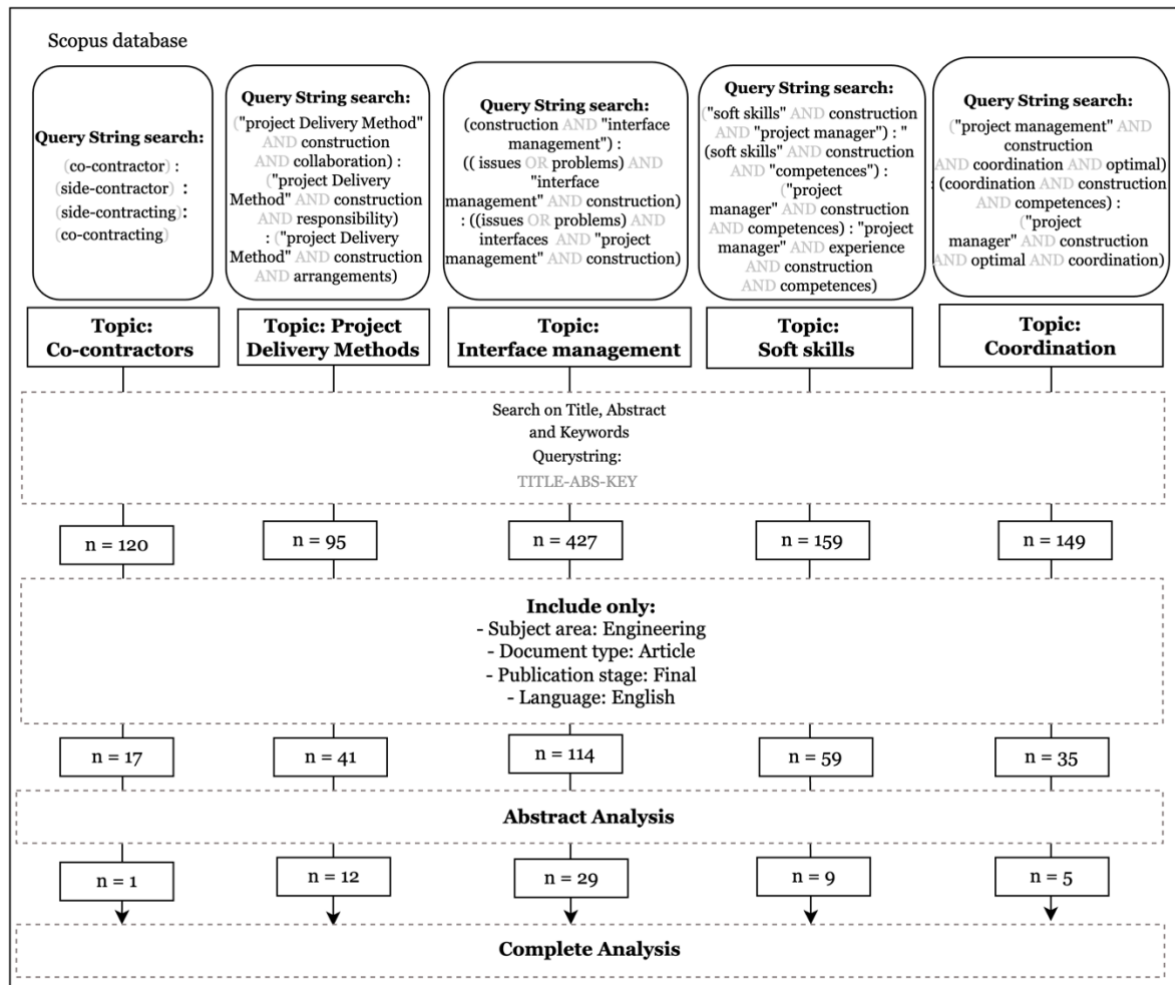 Scopus database
Query String search:
(co-contractor) :
(side-contractor) :
(side-contracting):
(co-contracting)
Query String search:
("project Delivery Method"
AND construction
AND collaboration) :
("project Delivery
Method" AND construction
AND responsibility)
: ("project Delivery
Method" AND construction
AND arrangements)
Query String search:
(construction AND "interface
management") :
(( issues OR problems) AND
"interface
management" AND construction)
: ((issues OR problems) AND
interfaces AND "project
management" AND construction)
Query String search:
("soft skills" AND construction
AND "project manager") : "
(soft skills" AND construction
AND "competences") :
("project
manager" AND construction
AND competences) : "project
manager" AND experience
AND construction
AND competences)
Query String search:
("project management" AND
construction
AND coordination AND optimal)
: (coordination AND construction
AND competences) :
("project
manager" AND construction
AND optimal AND coordination)
Topic:
Co-contractors
Topic: Project
Delivery Methods
Topic:
Interface management
Topic:
Soft skills
Topic:
Coordination
Search on Title, Abstract
and Keywords
Querystring:
TITLE-ABS-KEY
n = 120
n = 95
n = 427
n = 159
n = 149
Include only:
- Subject area: Engineering
- Document type: Article
- Publication stage: Final
- Language: English
n = 17
n = 41
n = 114
n = 59
n = 35
Abstract Analysis
n = 1
n = 12
n = 29
n = 9
n = 5
Complete Analysis